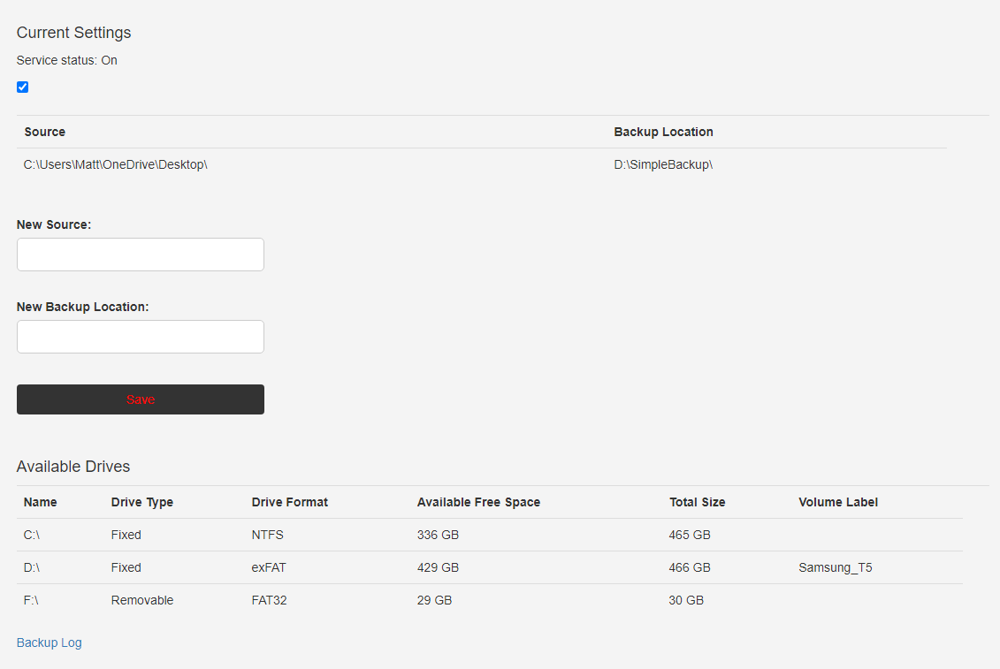 Current Settings
Service status: On
Source Backup Location
C:\Users\Matt\OneDrive\Desktop\ D:\SimpleBackup\
New Source:
New Backup Location:
Save
Available Drives
Name Drive Type Drive Format Available Free Space Total Size Volume Label
C:\ Fixed NTFS 336 GB 465 GB
D:\ Fixed exFAT 429 GB 466 GB Samsung_T5
F:\ Removable FAT32 29 GB 30 GB
Backup Log